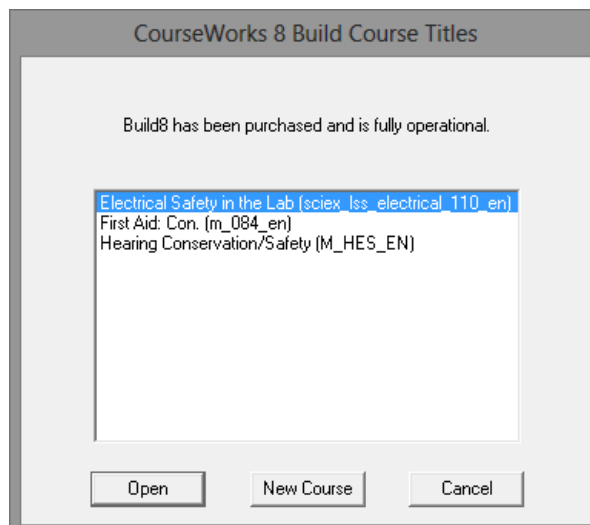 CourseWorks 8 Build Course Titles
Build8 has been purchased and is fully operational.
Electrical Safety in the Lab (sciex_lss_electrical_110_en)
First Aid: Con. (m_084_en)
Hearing Conservation/Safety (M_HES_EN)
Open New Course Cancel